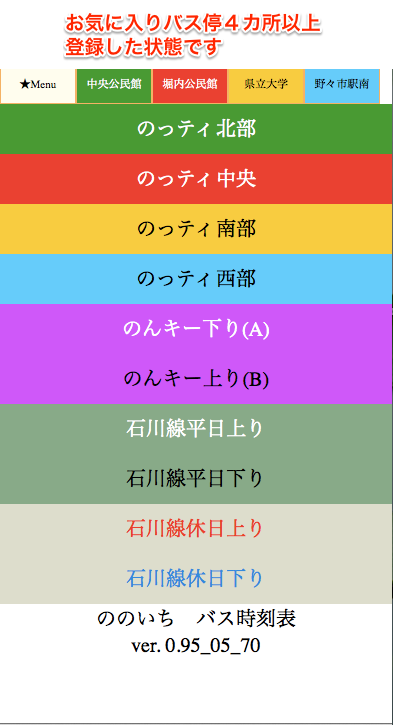 お気に入りバス停４カ所以上
登録した状態です
★Menu 中央公民館 堀内公民館 県立大学 野々市駅南
のっティ北部
のっティ中央
のっティ南部
のっティ西部
のんキー下り(A)
のんキー上り(B)
石川線平日上り
石川線平日下り
石川線休日上り
石川線休日下り
ののいち　バス時刻表
ver. 0.95_05_70